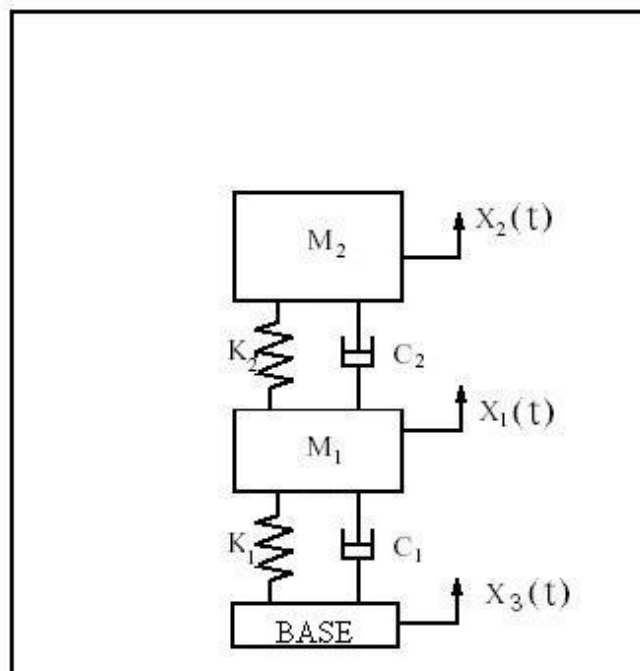 M₂
X₂(t)
K₂
C₂
X₁(t)
M₁
K₁
C₁
X₃(t)
BASE